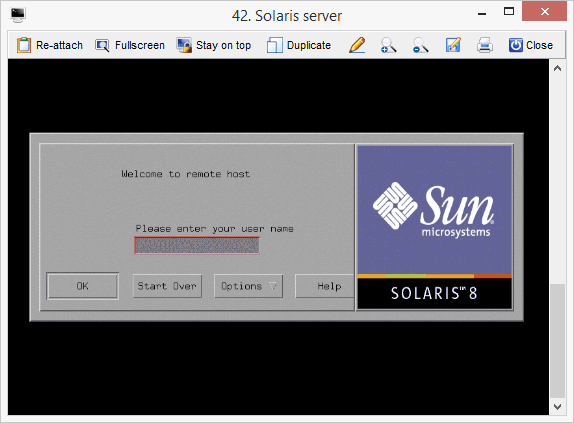 42. Solaris server
Re-attach Fullscreen Stay on top Duplicate Close
Welcome to remote host
Please enter your user name
OK Start Over Options Help
Sun
microsystems
SOLARIS™ 8